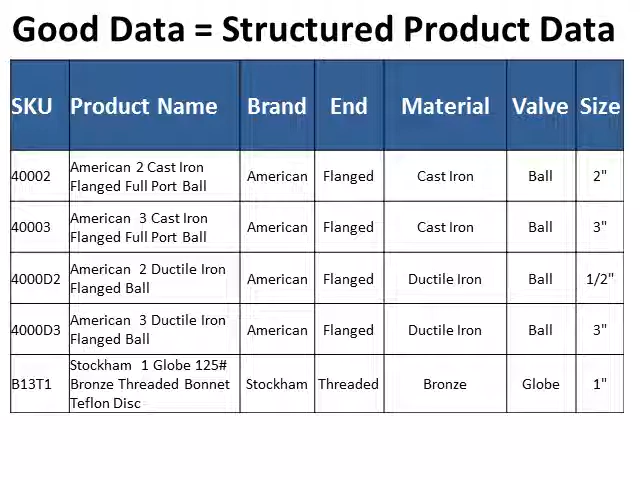 Good Data = Structured Product Data
SKU Product Name Brand End Material Valve Size
40002 American 2 Cast Iron Flanged Full Port Ball American Flanged Cast Iron Ball 2"
40003 American 3 Cast Iron Flanged Full Port Ball American Flanged Cast Iron Ball 3"
4000D2 American 2 Ductile Iron Flanged Ball American Flanged Ductile Iron Ball 1/2"
4000D3 American 3 Ductile Iron Flanged Ball American Flanged Ductile Iron Ball 3"
B13T1 Stockham 1 Globe 125# Bronze Threaded Bonnet Teflon Disc Stockham Threaded Bronze Globe 1"